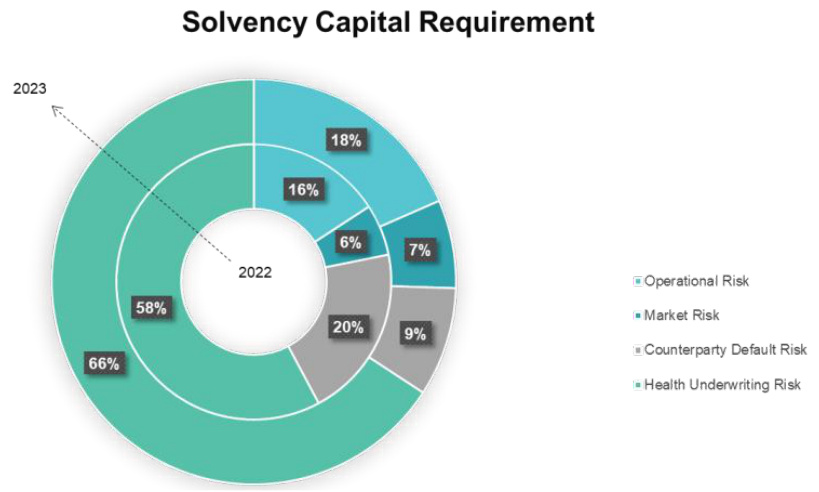 Solvency Capital Requirement
2023
18%
16%
6%
7%
2022
Operational Risk
58%
Market Risk
20%
9%
Counterparty Default Risk
66%
Health Underwriting Risk